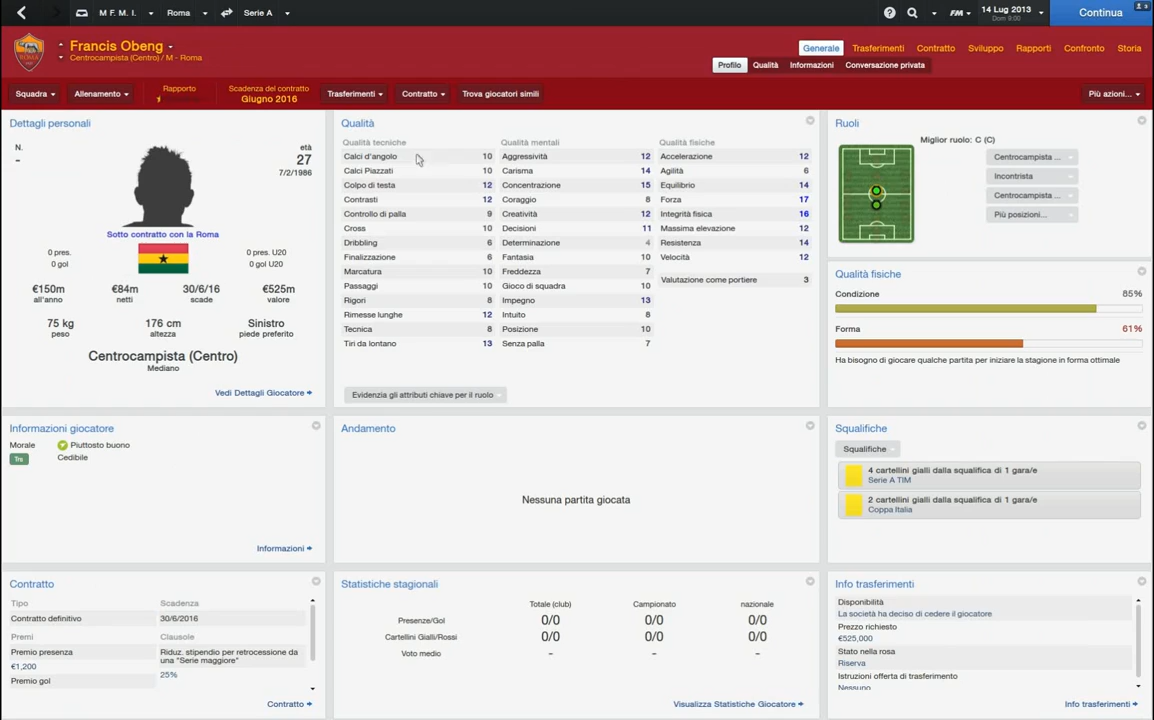 M F. M. I.
Roma
Serie A
FM
14 Lug 2013
Dom 9:00
Continua
3
Francis Obeng
Centrocampista (Centro) / M - Roma
ROMA
Generale
Trasferimenti
Contratto
Sviluppo
Rapporti
Confronto
Storia
Profilo
Qualità
Informazioni
Conversazione privata
Squadra
Allenamento
Rapporto
Scadenza del contratto
Giugno 2016
Trasferimenti
Contratto
Trova giocatori simili
Più azioni...
Dettagli personali
N.
-
età
27
7/2/1986
Sotto contratto con la Roma
0 pres.
0 gol
0 pres. U20
0 gol U20
€150m
all'anno
€84m
netti
30/6/16
scade
€525m
valore
75 kg
peso
176 cm
altezza
Sinistro
piede preferito
Centrocampista (Centro)
Mediano
Vedi Dettagli Giocatore
Qualità
Qualità tecniche
Calci d'angolo 10
Calci Piazzati 10
Colpo di testa 12
Contrasti 12
Controllo di palla 9
Cross 10
Dribbling 6
Finalizzazione 6
Marcatura 10
Passaggi 10
Rigori 8
Rimesse lunghe 12
Tecnica 8
Tiri da lontano 13
Qualità mentali
Aggressività 12
Carisma 14
Concentrazione 15
Coraggio 8
Creatività 12
Decisioni 11
Determinazione 4
Fantasia 10
Freddezza 7
Gioco di squadra 10
Impegno 13
Intuito 8
Posizione 10
Senza palla 7
Qualità fisiche
Accelerazione 12
Agilità 6
Equilibrio 14
Forza 17
Integrità fisica 16
Massima elevazione 12
Resistenza 14
Velocità 12
Valutazione come portiere 3
Evidenzia gli attributi chiave per il ruolo
Ruoli
Miglior ruolo: C (C)
Centrocampista ...
Incontrista
Centrocampista ...
Più posizioni...
Qualità fisiche
Condizione 85%
Forma 61%
Ha bisogno di giocare qualche partita per iniziare la stagione in forma ottimale
Informazioni giocatore
Morale Piuttosto buono
Trs Cedibile
Informazioni
Andamento
Nessuna partita giocata
Squalifiche
Squalifiche
4 cartellini gialli dalla squalifica di 1 gara/e
Serie A TIM
2 cartellini gialli dalla squalifica di 1 gara/e
Coppa Italia
Contratto
Tipo
Contratto definitivo
Premi
Premio presenza
€1,200
Premio gol
Scadenza
30/6/2016
Clausole
Riduz. stipendio per retrocessione da
una "Serie maggiore"
25%
Contratto
Statistiche stagionali
Totale (club) Campionato nazionale
Presenze/Gol 0/0 0/0 0/0
Cartellini Gialli/Rossi 0/0 0/0 0/0
Voto medio - - -
Visualizza Statistiche Giocatore
Info trasferimenti
Disponibilità
La società ha deciso di cedere il giocatore
Prezzo richiesto
€525,000
Stato nella rosa
Riserva
Istruzioni offerta di trasferimento
Nessuno
Info trasferimenti